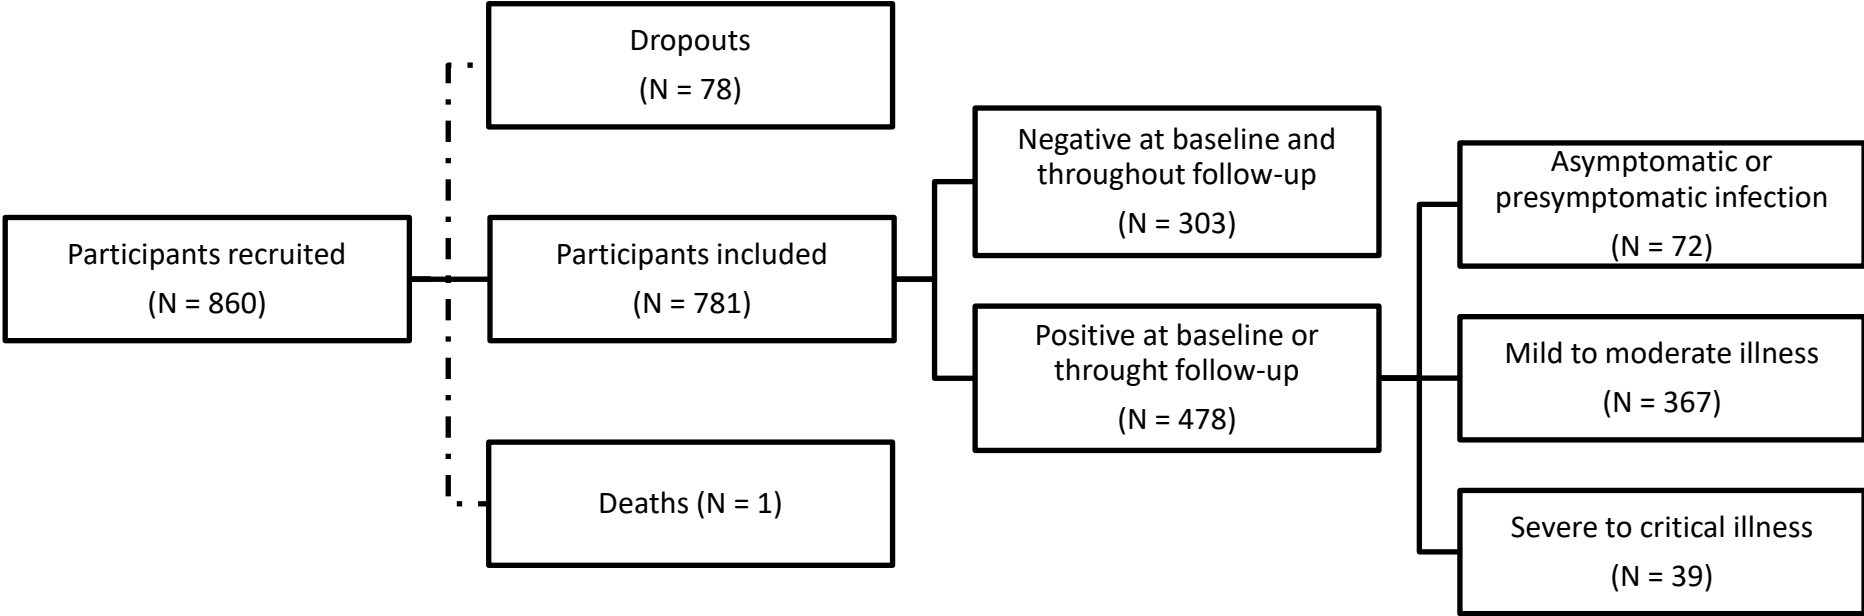 Participants recruited
(N = 860)
Dropouts
(N = 78)
Participants included
(N = 781)
Deaths (N = 1)
Negative at baseline and
throughout follow-up
(N = 303)
Positive at baseline or
throught follow-up
(N = 478)
Asymptomatic or
presymptomatic infection
(N = 72)
Mild to moderate illness
(N = 367)
Severe to critical illness
(N = 39)